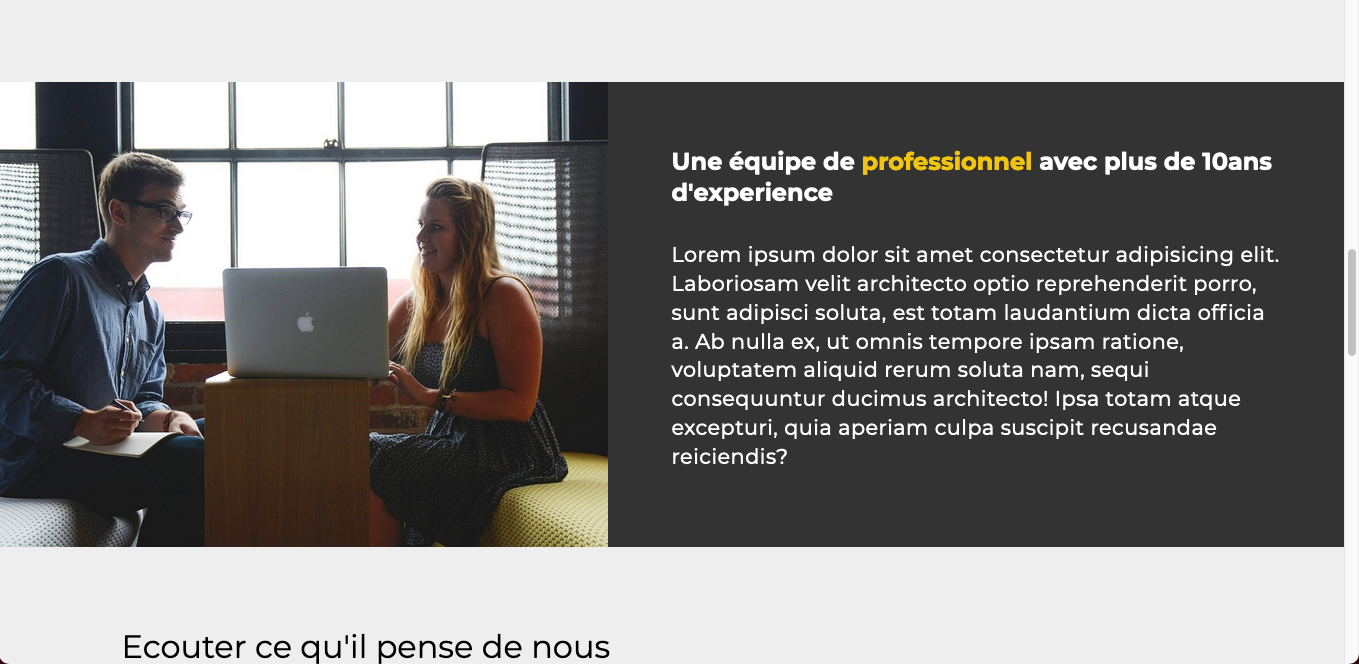 Une équipe de professionnel avec plus de 10ans
d'experience
Lorem ipsum dolor sit amet consectetur adipisicing elit.
Laboriosam velit architecto optio reprehenderit porro,
sunt adipisci soluta, est totam laudantium dicta officia
a. Ab nulla ex, ut omnis tempore ipsam ratione,
voluptatem aliquid rerum soluta nam, sequi
consequuntur ducimus architecto! Ipsa totam atque
excepturi, quia aperiam culpa suscipit recusandae
reiciendis?
Ecouter ce qu'il pense de nous